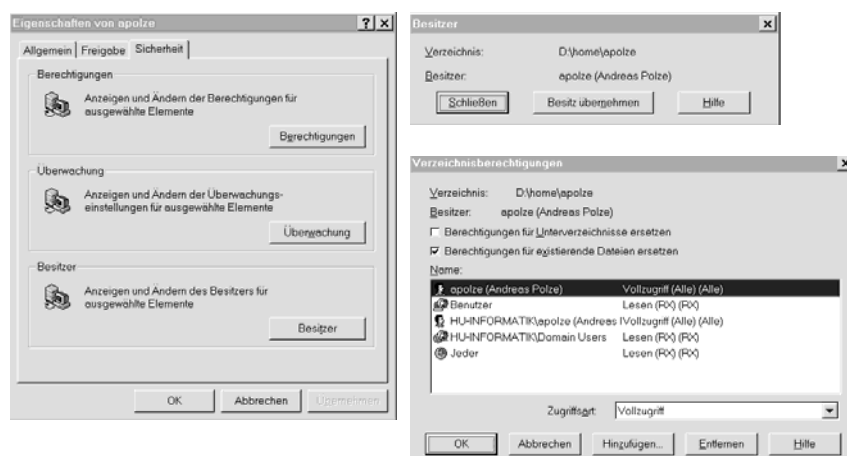 Eigenschaften von apolze
Allgemein Freigabe Sicherheit
Berechtigungen
Anzeigen und Ändern der Berechtigungen für
ausgewählte Elemente
Berechtigungen
Überwachung
Anzeigen und Ändern der Überwachungs-
einstellungen für ausgewählte Elemente
Überwachung
Besitzer
Anzeigen und Ändern des Besitzers für
ausgewählte Elemente
Besitzer
OK Abbrechen Übernehmen
Besitzer
Verzeichnis: D:\home\apolze
Besitzer: apolze (Andreas Polze)
Schließen Besitz übernehmen Hilfe
Verzeichnisberechtigungen
Verzeichnis: D:\home\apolze
Besitzer: apolze (Andreas Polze)
Berechtigungen für Unterverzeichnisse ersetzen
Berechtigungen für existierende Dateien ersetzen
Name:
apolze (Andreas Polze) Vollzugriff (Alle) (Alle)
Benutzer Lesen (RX) (RX)
HU-INFORMATIK\apolze (Andreas Vollzugriff (Alle) (Alle)
HU-INFORMATIK\Domain Users Lesen (RX) (RX)
Jeder Lesen (RX) (RX)
Zugriffsart: Vollzugriff
OK Abbrechen Hinzufügen... Entfernen Hilfe